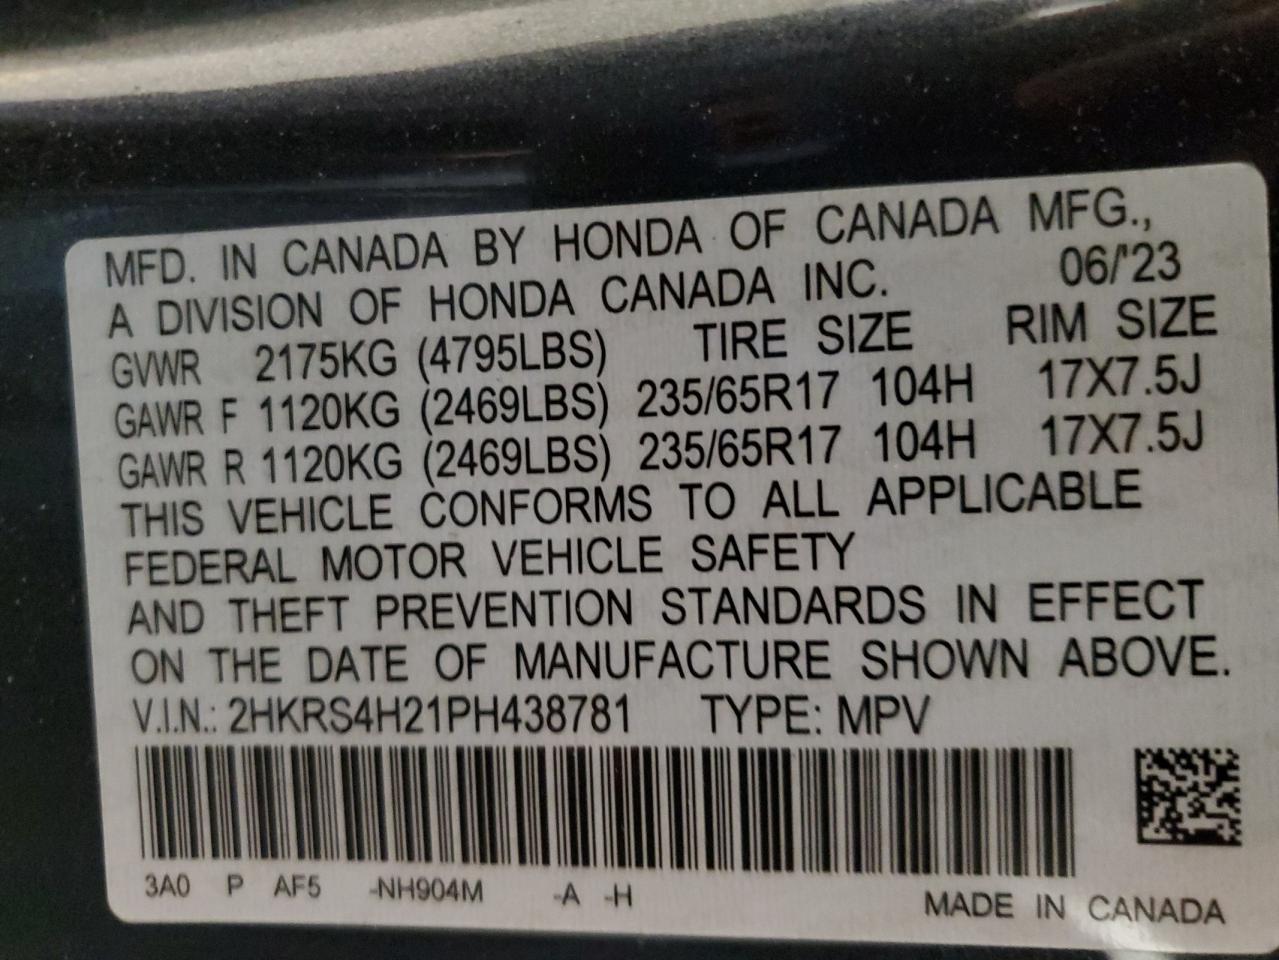 MFD. IN CANADA BY HONDA OF CANADA MFG.,
A DIVISION OF HONDA CANADA INC. 06/'23
GVWR 2175KG (4795LBS) TIRE SIZE RIM SIZE
GAWR F 1120KG (2469LBS) 235/65R17 104H 17X7.5J
GAWR R 1120KG (2469LBS) 235/65R17 104H 17X7.5J
THIS VEHICLE CONFORMS TO ALL APPLICABLE
FEDERAL MOTOR VEHICLE SAFETY
AND THEFT PREVENTION STANDARDS IN EFFECT
ON THE DATE OF MANUFACTURE SHOWN ABOVE.
V.I.N.: 2HKRS4H21PH438781 TYPE: MPV
3A0 P AF5 -NH904M -A -H
MADE IN CANADA